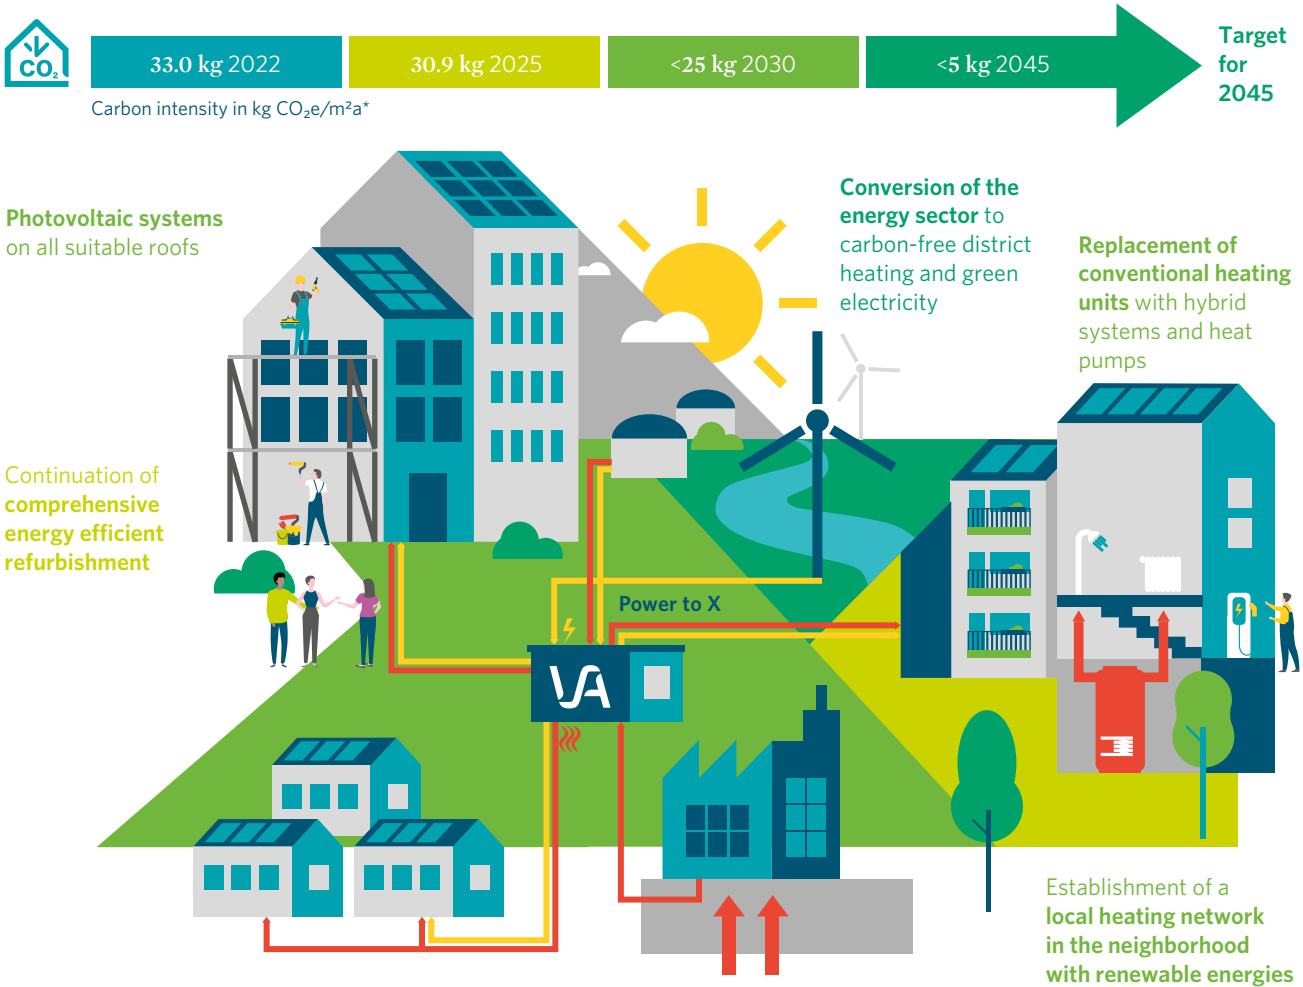 CO₂
33.0 kg 2022
30.9 kg 2025
<25 kg 2030
<5 kg 2045
Target
for
2045
Carbon intensity in kg CO₂e/m²a*
Photovoltaic systems
on all suitable roofs
Conversion of the
energy sector to
carbon-free district
heating and green
electricity
Replacement of
conventional heating
units with hybrid
systems and heat
pumps
Continuation of
comprehensive
energy efficient
refurbishment
Power to X
VA
Establishment of a
local heating network
in the neighborhood
with renewable energies